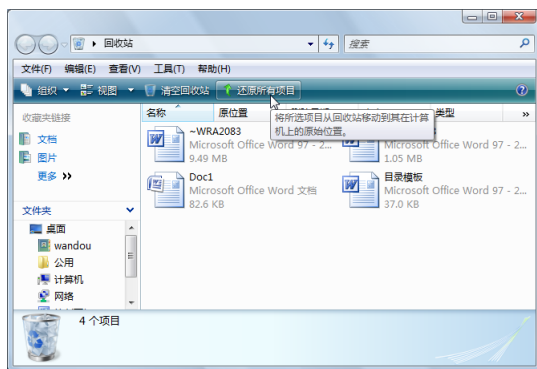 回收站
搜索
文件(F) 编辑(E) 查看(V) 工具(T) 帮助(H)
组织 视图 清空回收站 还原所有项目
收藏夹链接
文档
图片
更多 »
文件夹
桌面
wandou
公用
计算机
网络
名称 原位置 类型 »
将所选项目从回收站移动到其在计算
机上的原始位置。
~WRA2083
Microsoft Office Word 97 - 2...
9.49 MB
Microsoft Office Word 97 - 2...
1.05 MB
Doc1
Microsoft Office Word 文档
82.6 KB
目录模板
Microsoft Office Word 97 - 2...
37.0 KB
4 个项目